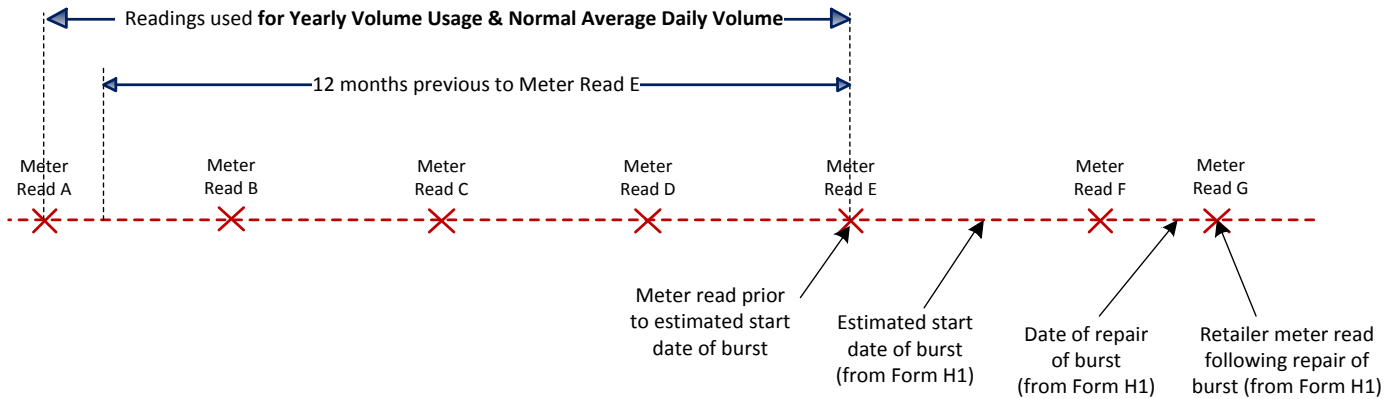 Readings used for Yearly Volume Usage & Normal Average Daily Volume
12 months previous to Meter Read E
Meter
Read A
Meter
Read B
Meter
Read C
Meter
Read D
Meter
Read E
Meter
Read F
Meter
Read G
Meter read prior
to estimated start
date of burst
Estimated start
date of burst
(from Form H1)
Date of repair
of burst
(from Form H1)
Retailer meter read
following repair of
burst (from Form H1)